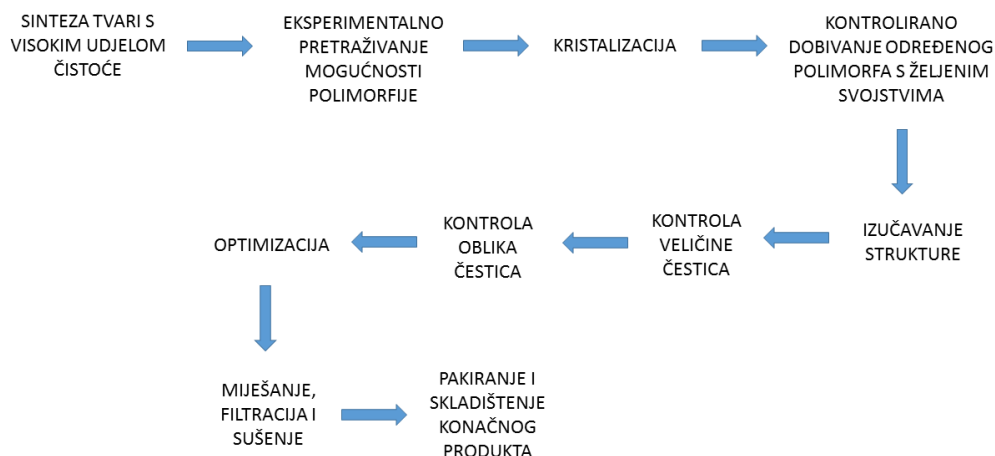 SINTEZA TVARI S
VISOKIM UDJELOM
ČISTOĆE
EKSPERIMENTALNO
PRETRAŽIVANJE
MOGUĆNOSTI
POLIMORFIJE
KRISTALIZACIJA
KONTROLIRANO
DOBIVANJE ODREĐENOG
POLIMORFA S ŽELJENIM
SVOJSTVIMA
IZUČAVANJE
STRUKTURE
KONTROLA
VELIČINE
ČESTICA
KONTROLA
OBLIKA
ČESTICA
OPTIMIZACIJA
MIJEŠANJE,
FILTRACIJA I
SUŠENJE
PAKIRANJE I
SKLADIŠTENJE
KONAČNOG
PRODUKTA